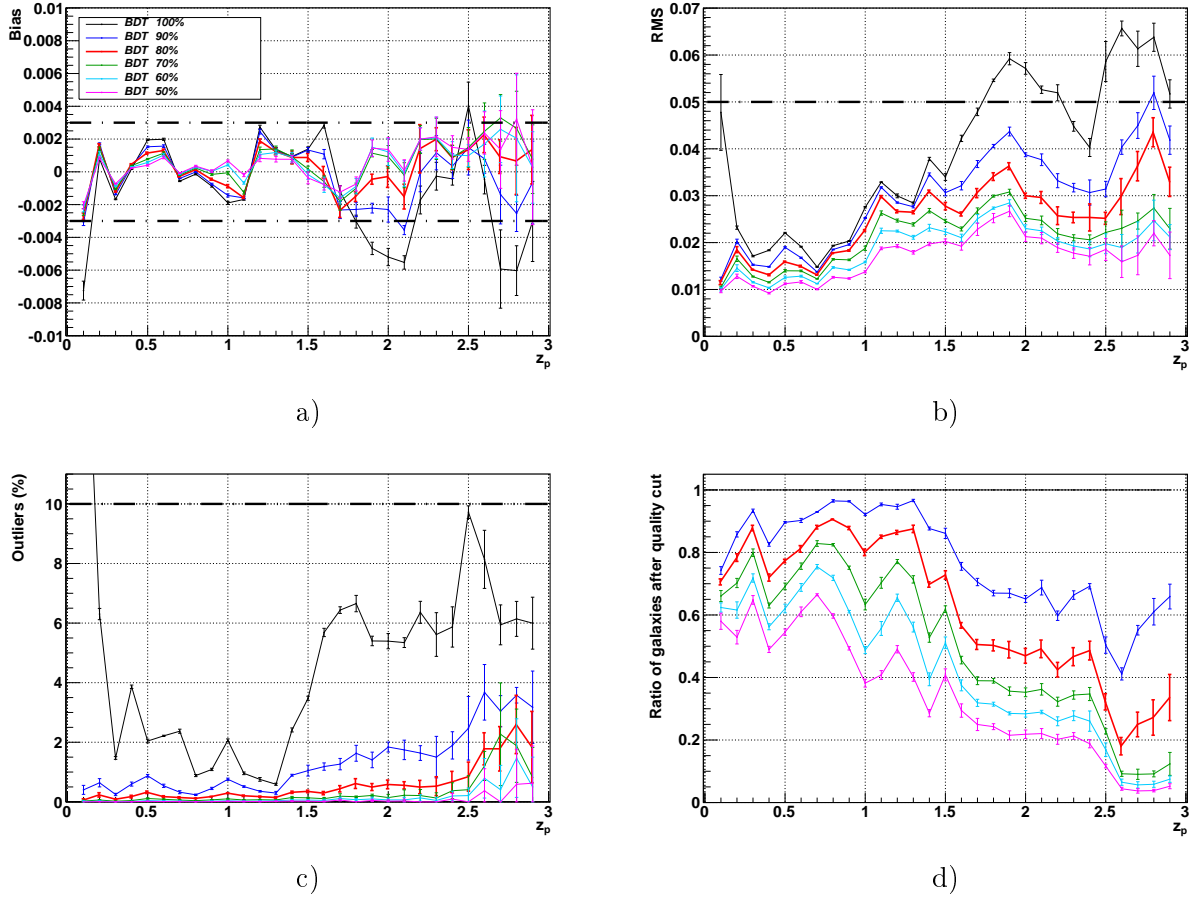 Bias
0.01
0.008
0.006
0.004
0.002
0
-0.002
-0.004
-0.006
-0.008
-0.01
BDT 100%
BDT 90%
BDT 80%
BDT 70%
BDT 60%
BDT 50%
0 0.5 1 1.5 2 2.5 3
z_p
a)
RMS
0.07
0.06
0.05
0.04
0.03
0.02
0.01
0
0 0.5 1 1.5 2 2.5 3
z_p
b)
Outliers (%)
10
8
6
4
2
0
0 0.5 1 1.5 2 2.5 3
z_p
c)
Ratio of galaxies after quality cut
1
0.8
0.6
0.4
0.2
0
0 0.5 1 1.5 2 2.5 3
z_p
d)